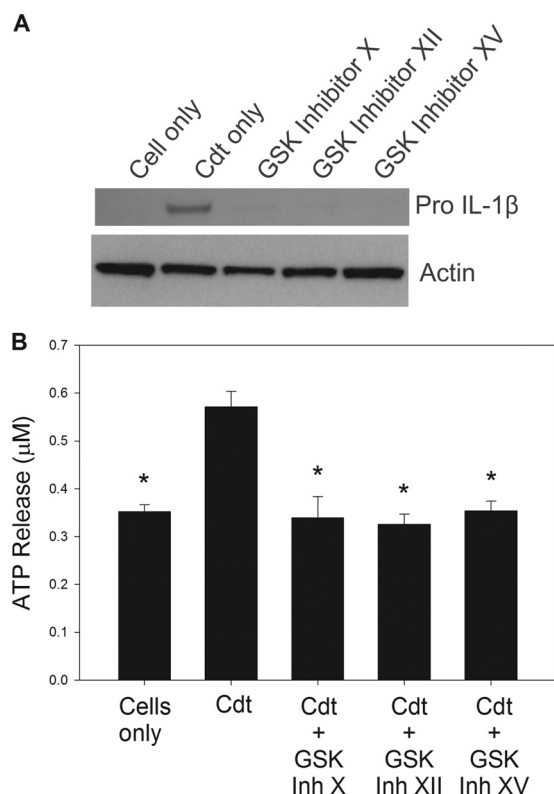 A
Cell only
Cdt only
GSK Inhibitor X
GSK Inhibitor XII
GSK Inhibitor XV
Pro IL-1β
Actin
B
ATP Release (μM)
0.7
0.6
0.5
0.4
0.3
0.2
0.1
0.0
*
*
*
*
Cells only
Cdt
Cdt + GSK Inh X
Cdt + GSK Inh XII
Cdt + GSK Inh XV